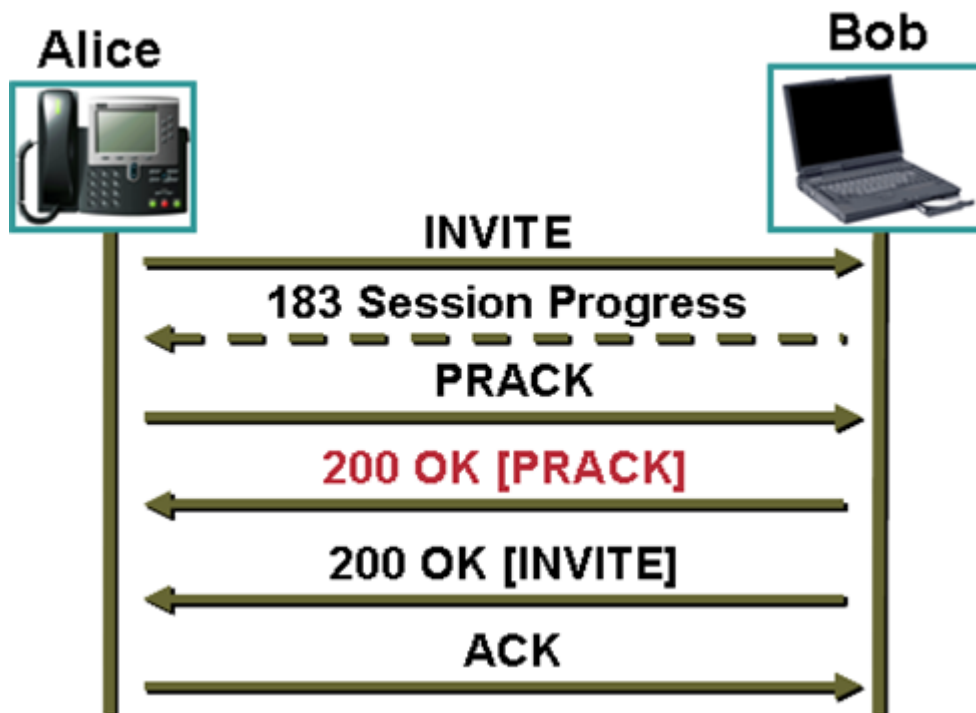 Alice
Bob
INVITE
183 Session Progress
PRACK
200 OK [PRACK]
200 OK [INVITE]
ACK